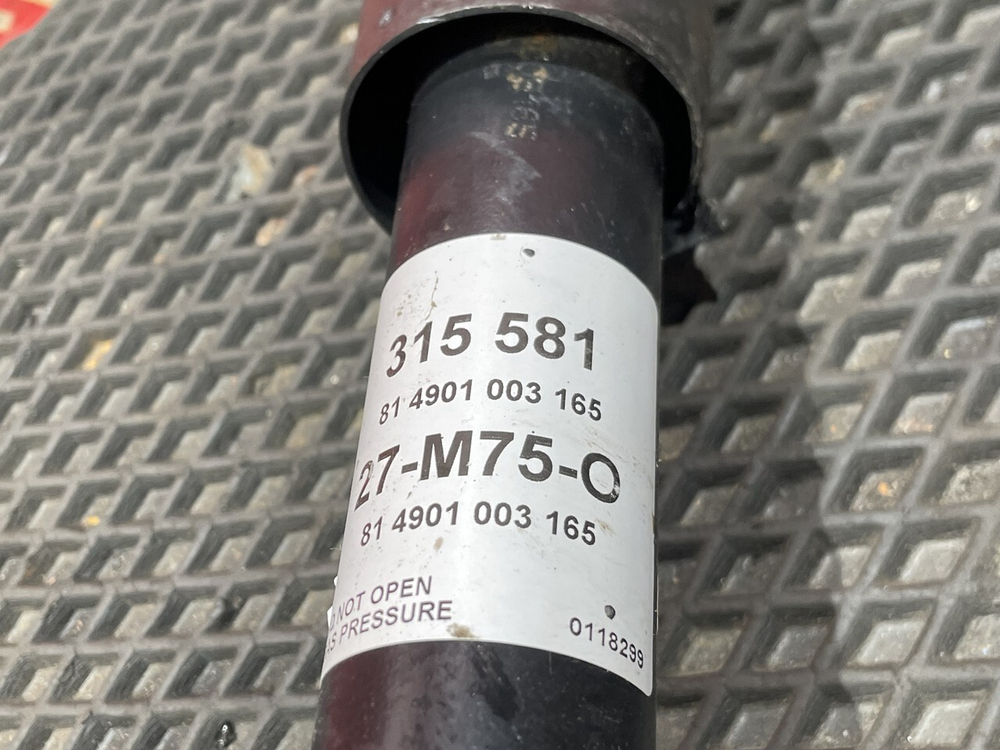 315 581
81 4901 003 165
27-M75-O
81 4901 003 165
NOT OPEN
PRESSURE
0118299